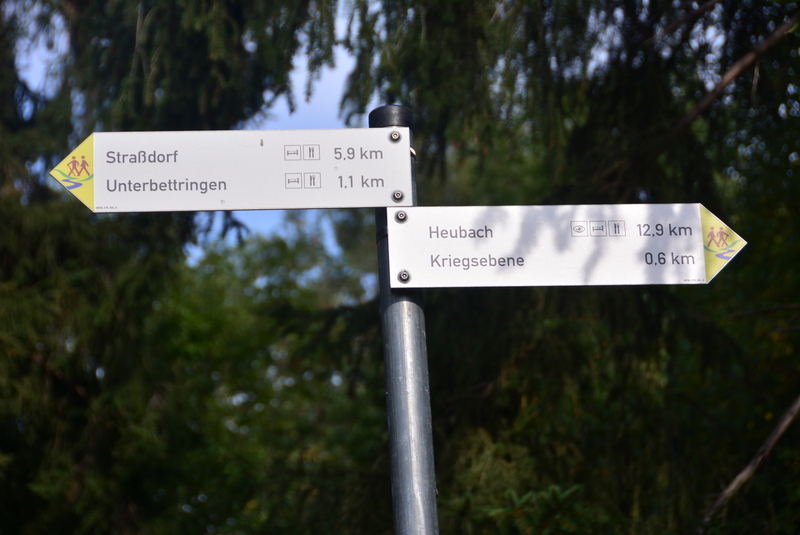 Straßdorf 5,9 km
Unterbettringen 1,1 km
Heubach 12,9 km
Kriegsebene 0,6 km